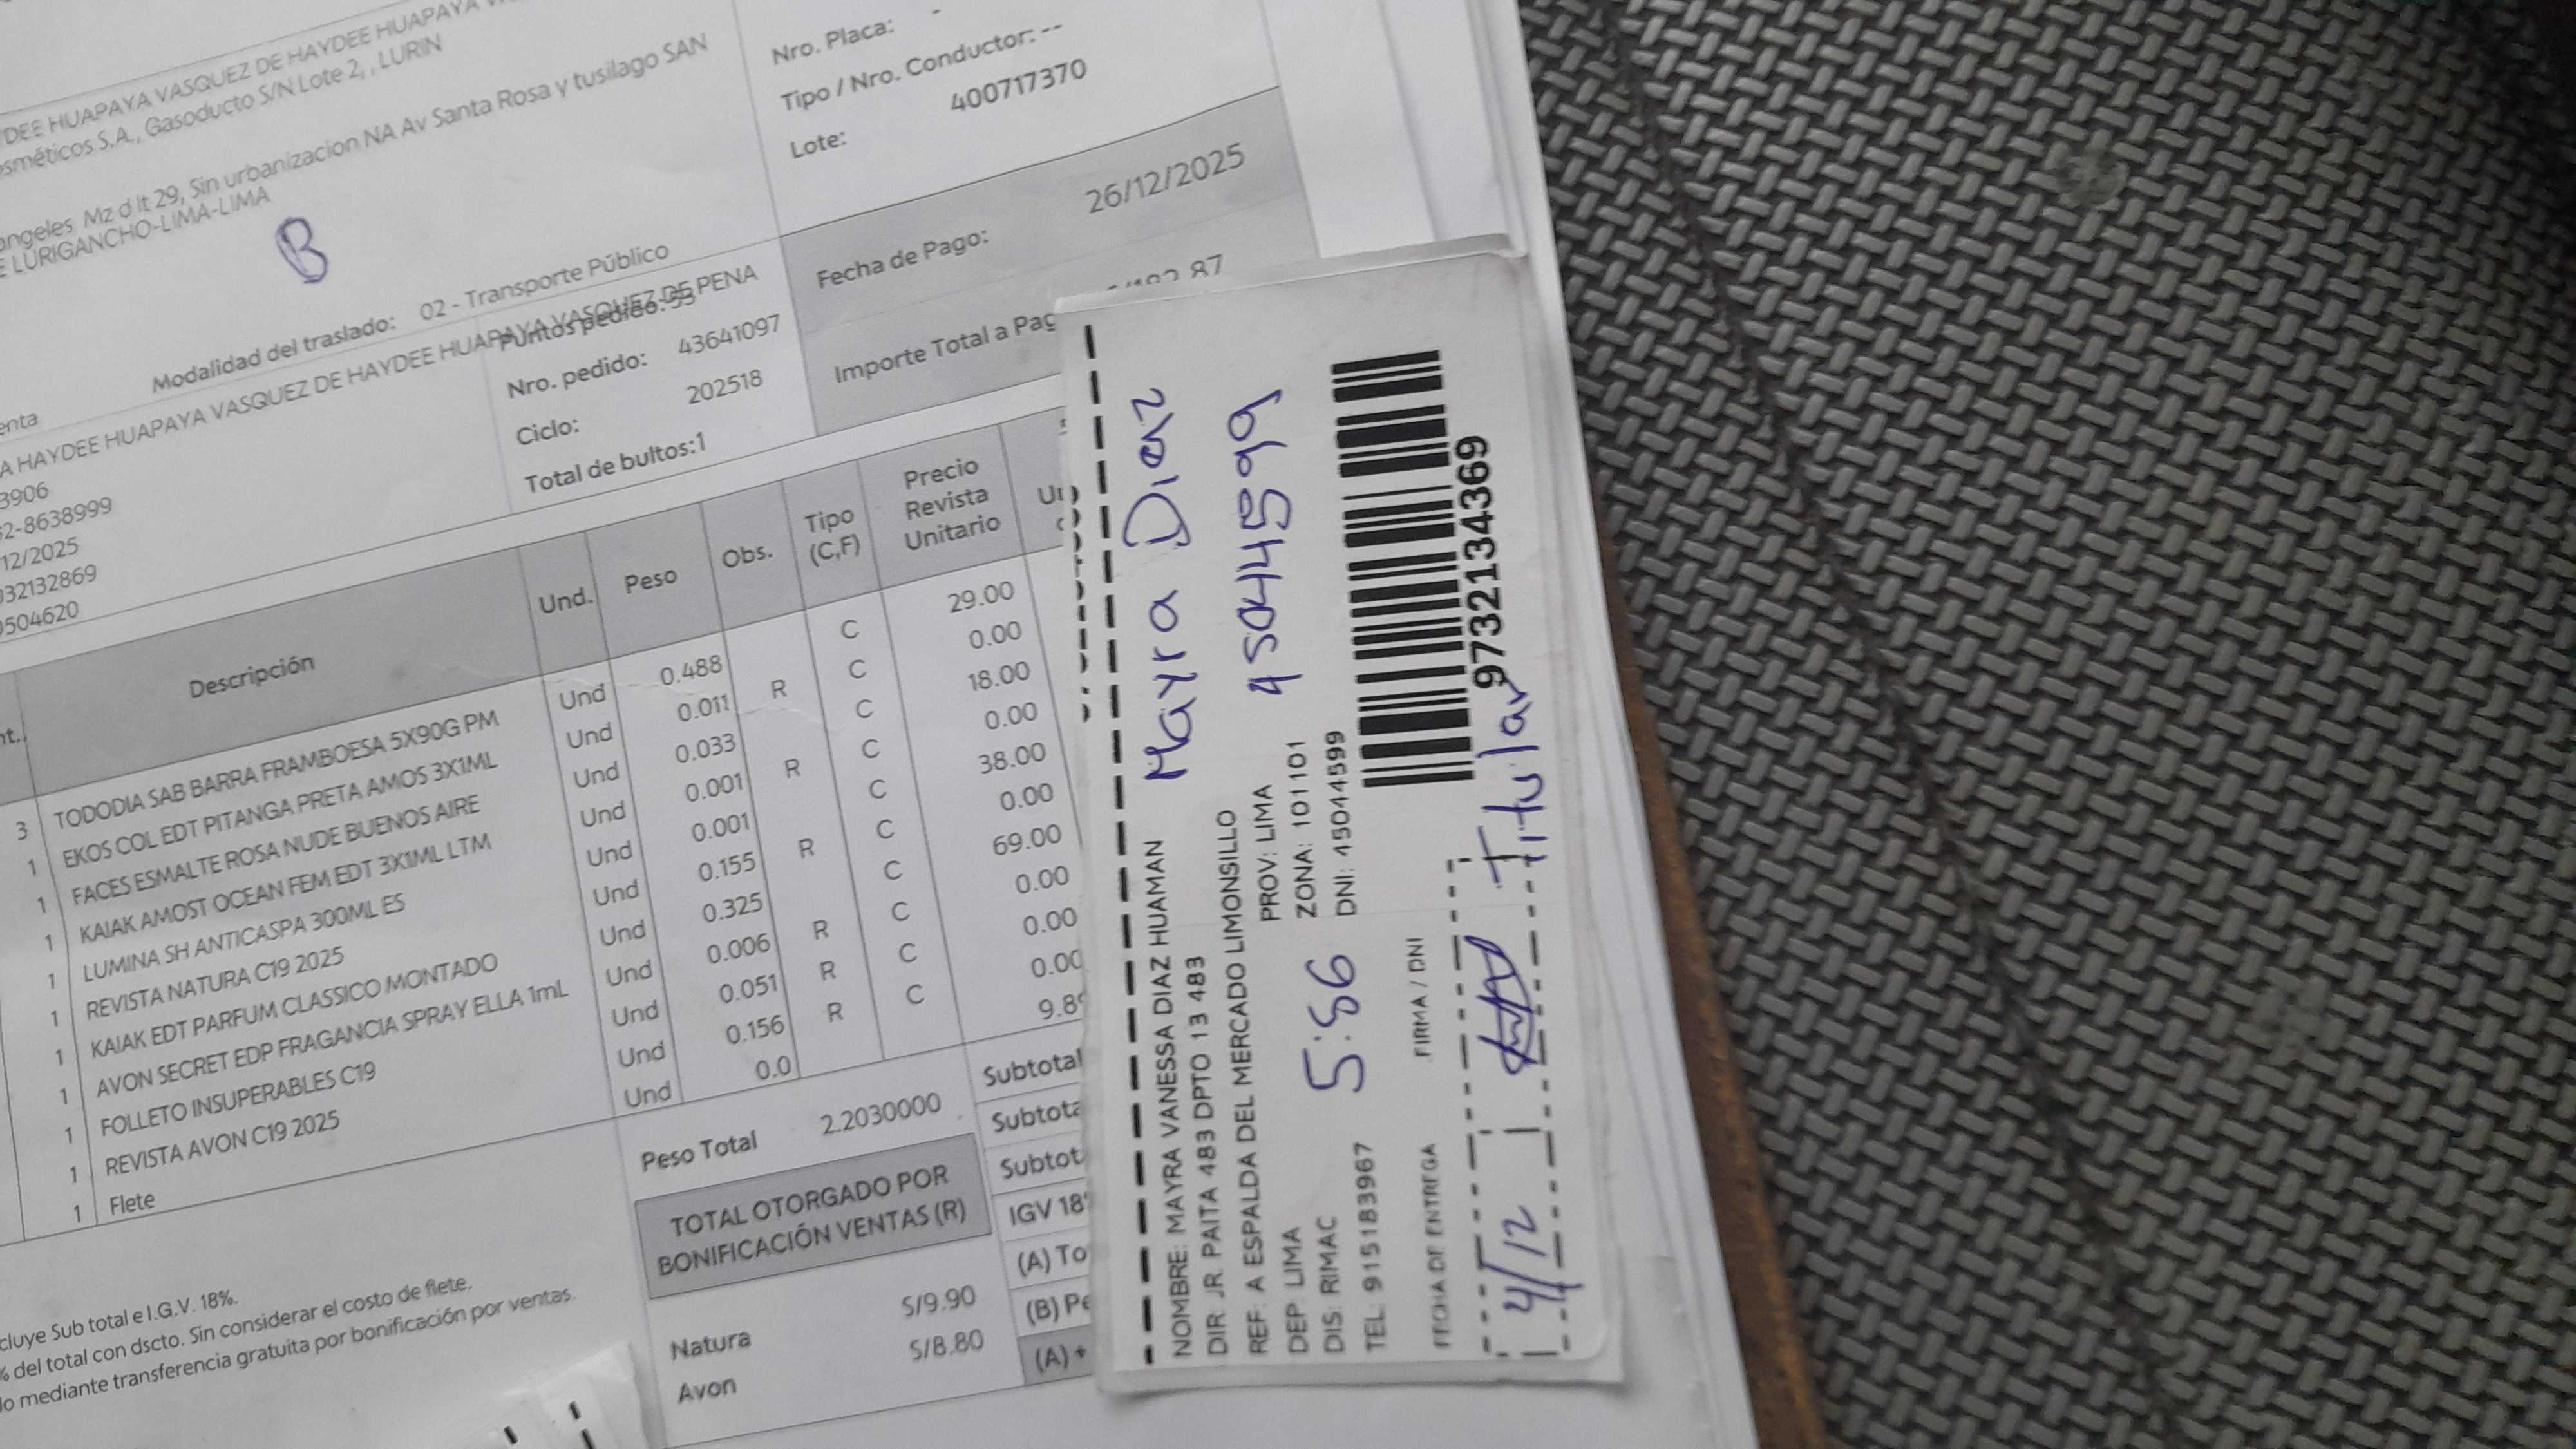 DEE HUAPAYA VASQUEZ DE HAYDEE HUAPAYA
osméticos S.A., Gasoducto S/N Lote 2, , LURIN
angeles Mz d lt 29, Sin urbanizacion NA Av Santa Rosa y tusilago SAN
E LURIGANCHO-LIMA-LIMA
B
Modalidad del traslado: 02 - Transporte Público
Nro. Placa: -
Tipo / Nro. Conductor: --
Lote: 400717370
Fecha de Pago: 26/12/2025
Importe Total a Pag
enta
A HAYDEE HUAPAYA VASQUEZ DE HAYDEE HUAPAYA VASQUEZ DE PENA
3906
2-8638999
12/2025
032132869
0504620
Puntos pedido: 53
Nro. pedido: 43641097
Ciclo: 202518
Total de bultos:1
nt. Descripción Und. Peso Obs. Tipo (C,F) Precio Revista Unitario
3 TODODIA SAB BARRA FRAMBOESA 5X90G PM Und 0.488 C 29.00
1 EKOS COL EDT PITANGA PRETA AMOS 3X1ML Und 0.011 R C 0.00
1 FACES ESMALTE ROSA NUDE BUENOS AIRE Und 0.033 C 18.00
1 KAIAK AMOST OCEAN FEM EDT 3X1ML LTM Und 0.001 R C 0.00
1 LUMINA SH ANTICASPA 300ML ES Und 0.001 C 38.00
1 REVISTA NATURA C19 2025 Und 0.155 R C 0.00
1 KAIAK EDT PARFUM CLASSICO MONTADO Und 0.325 C 69.00
1 AVON SECRET EDP FRAGANCIA SPRAY ELLA 1mL Und 0.006 R C 0.00
1 FOLLETO INSUPERABLES C19 Und 0.051 R C 0.00
1 REVISTA AVON C19 2025 Und 0.156 R C 0.00
1 Flete Und 0.0 9.8
Peso Total 2.2030000
TOTAL OTORGADO POR
BONIFICACIÓN VENTAS (R)
Natura S/9.90
Avon S/8.80
Subtotal
Subtota
Subtot
IGV 18
(A) To
(B) Pe
(A) +
cluye Sub total e I.G.V. 18%.
% del total con dscto. Sin considerar el costo de flete.
do mediante transferencia gratuita por bonificación por ventas.
Mayra Diaz
45044599
NOMBRE: MAYRA VANESSA DIAZ HUAMAN
DIR: JR. PAITA 483 DPTO 13 483
REF: A ESPALDA DEL MERCADO LIMONSILLO
DEP: LIMA PROV: LIMA
DIS: RIMAC ZONA: 101101
TEL: 915183967 DNI: 45044599
5:56
9732134369
FECHA DE ENTREGA FIRMA / DNI
4/12
Titular